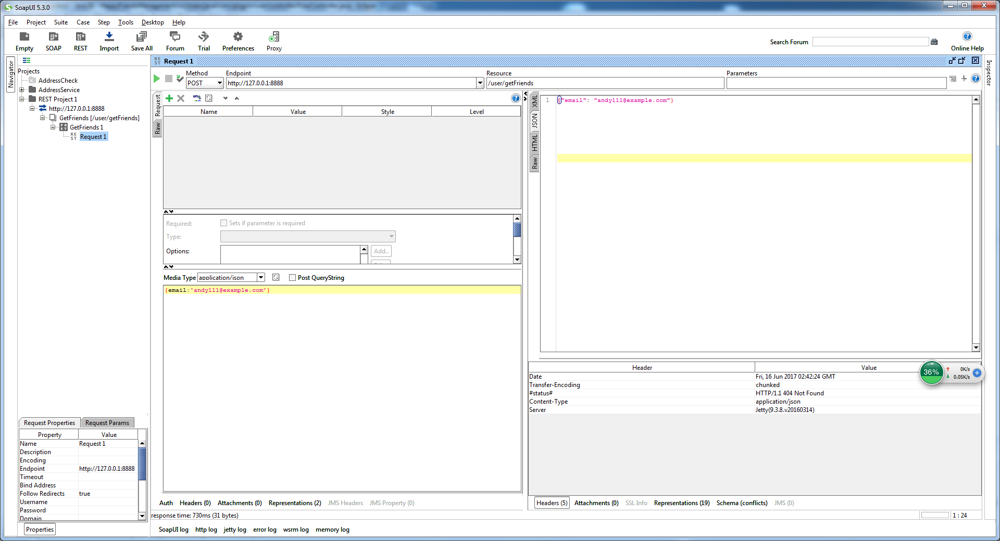 SoapUI 5.3.0
File Project Suite Case Step Tools Desktop Help
Empty SOAP REST Import Save All Forum Trial Preferences Proxy
Search Forum
Online Help
Navigator
Projects
AddressCheck
AddressService
REST Project 1
http://127.0.0.1:8888
GetFriends [/user/getFriends]
GetFriends 1
Request 1
Request Properties Request Params
Property Value
Name Request 1
Description
Encoding
Endpoint http://127.0.0.1:8888
Timeout
Bind Address
Follow Redirects true
Username
Password
Domain
Properties
Request 1
Method Endpoint Resource Parameters
POST http://127.0.0.1:8888 /user/getFriends
Request
Raw
Name Value Style Level
Required: Sets if parameter is required
Type:
Options: Add..
Media Type application/json Post QueryString
{email:'andy111@example.com'}
Auth Headers (0) Attachments (0) Representations (2) JMS Headers JMS Property (0)
response time: 730ms (31 bytes)
XML
JSON
HTML
Raw
1 {"email": "andy111@example.com"}
Header Value
Date Fri, 16 Jun 2017 02:42:24 GMT
Transfer-Encoding chunked
#status# HTTP/1.1 404 Not Found
Content-Type application/json
Server Jetty(9.3.8.v20160314)
36% 0K/s
0.05K/s
Headers (5) Attachments (0) SSL Info Representations (19) Schema (conflicts) JMS (0)
1 : 24
Inspector
SoapUI log http log jetty log error log wsrm log memory log